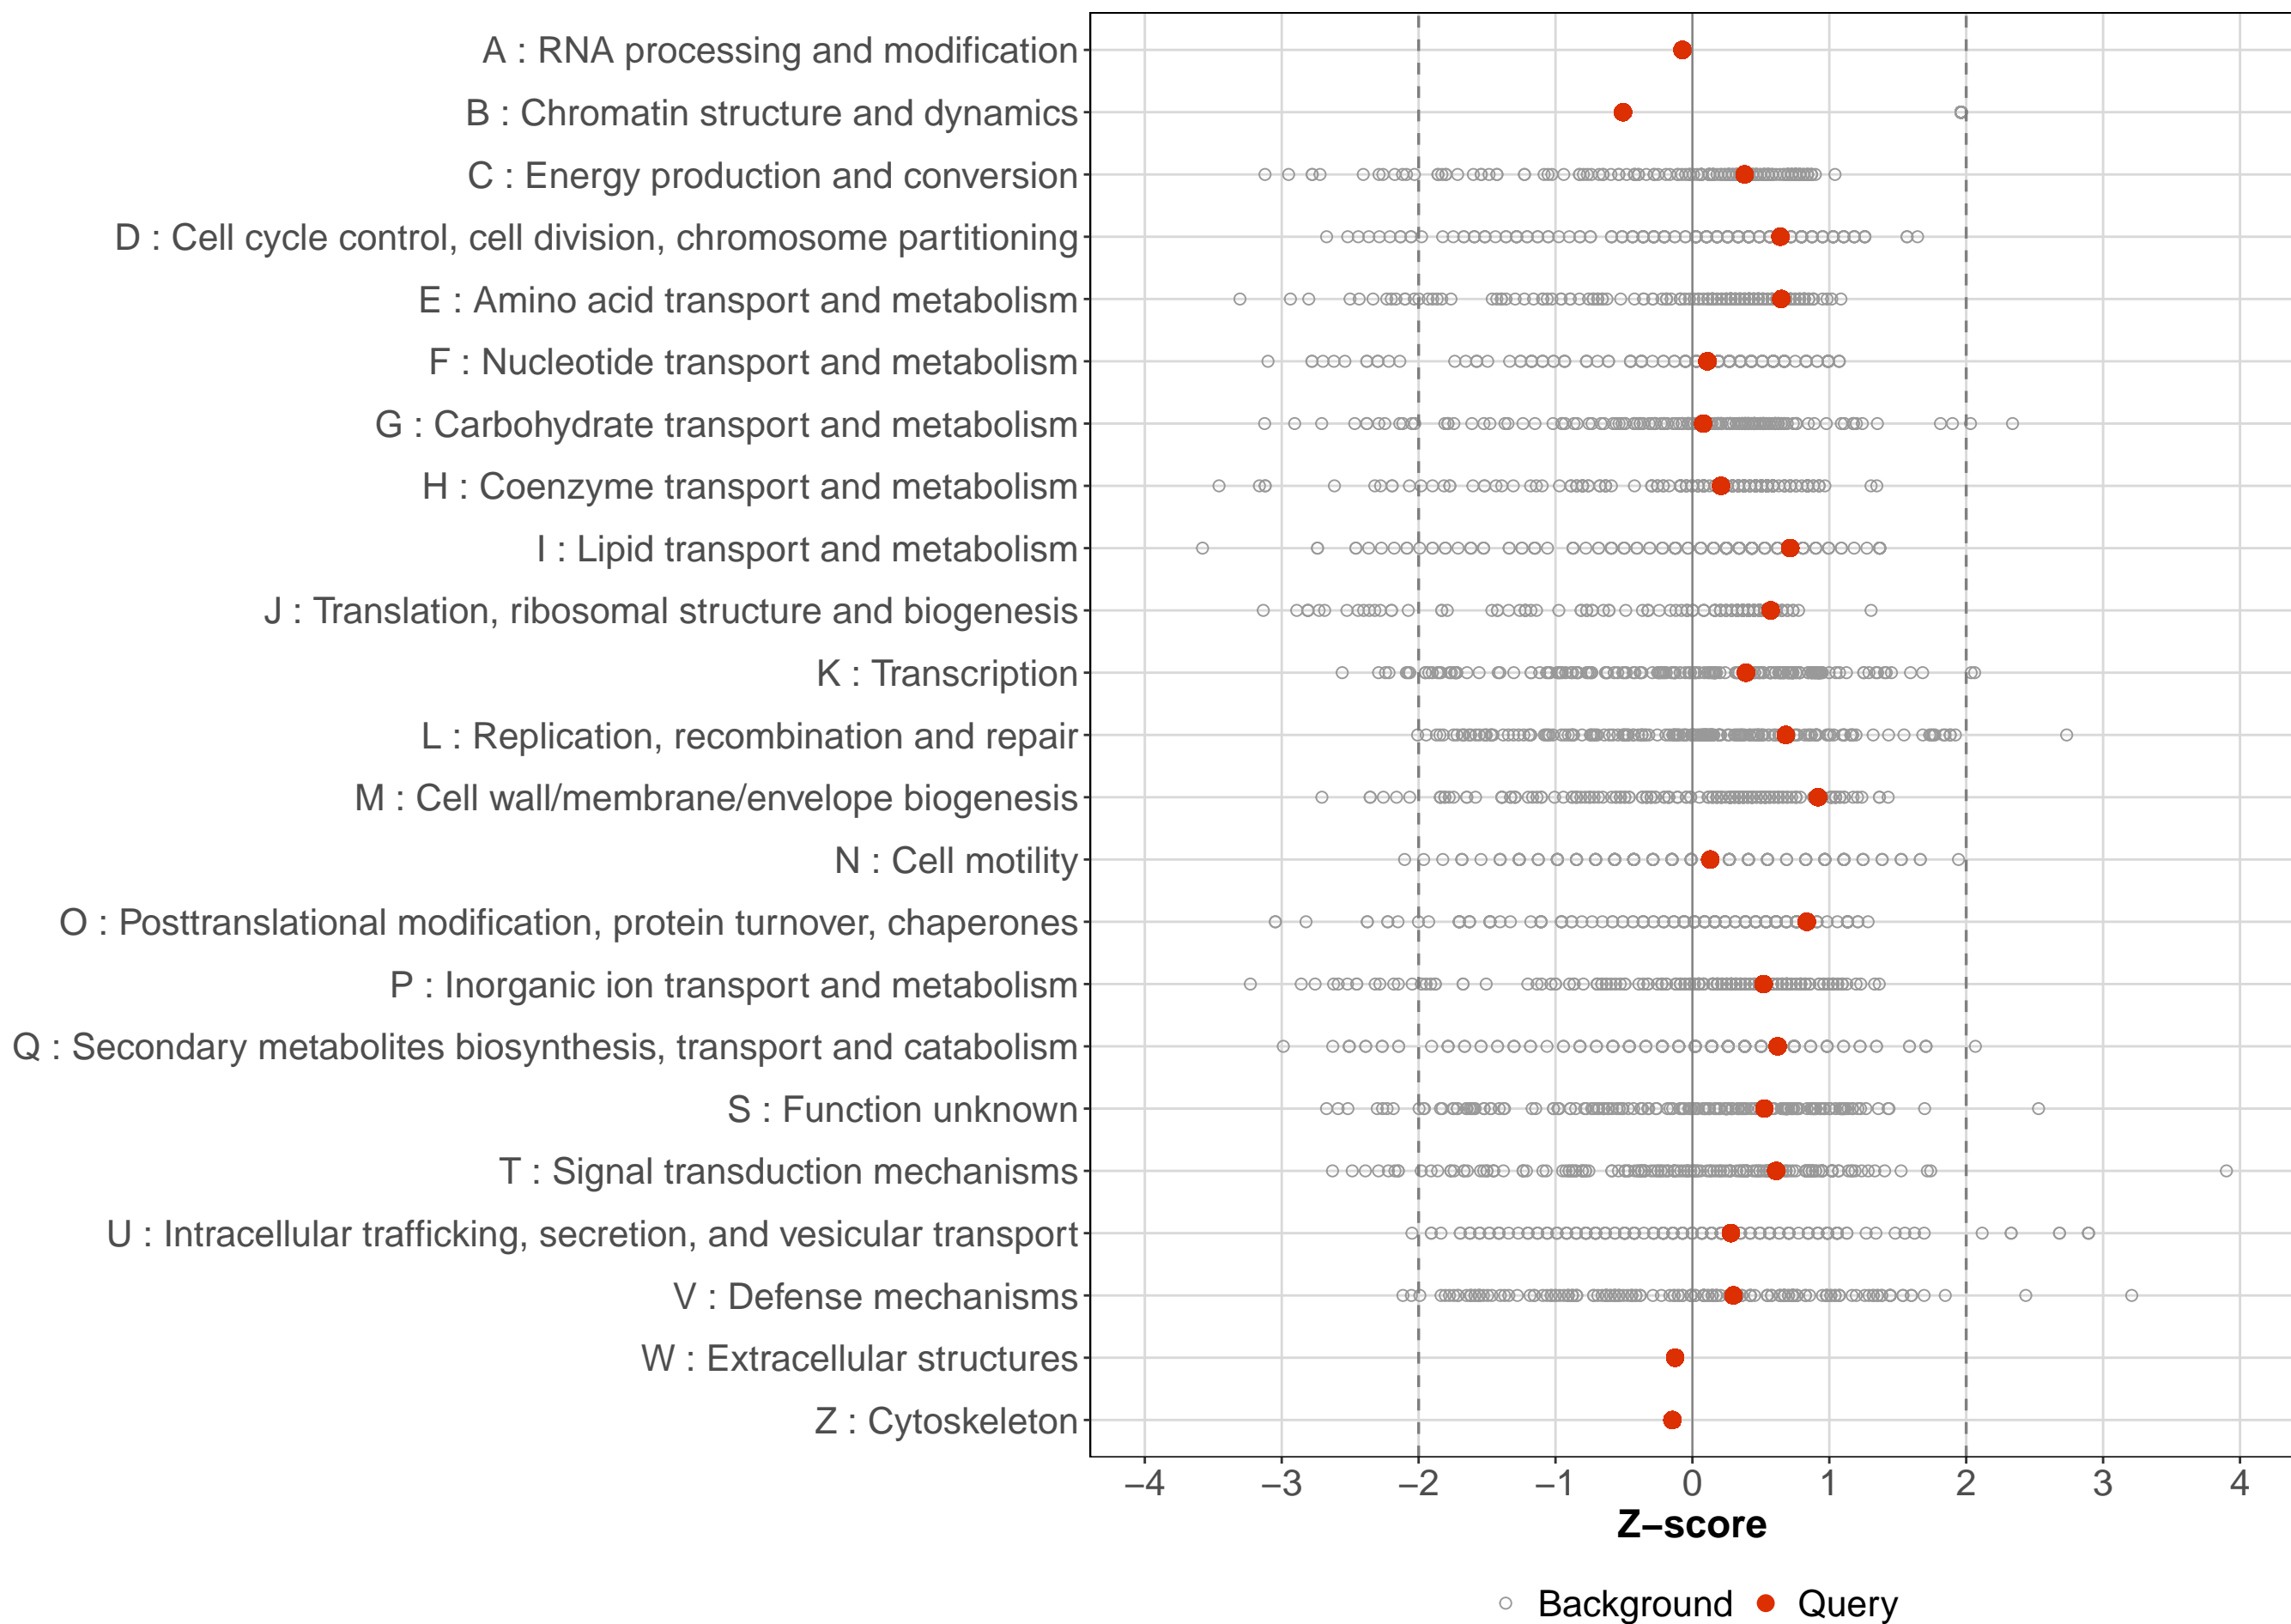 A : RNA processing and modification
B : Chromatin structure and dynamics
C : Energy production and conversion
D : Cell cycle control, cell division, chromosome partitioning
E : Amino acid transport and metabolism
F : Nucleotide transport and metabolism
G : Carbohydrate transport and metabolism
H : Coenzyme transport and metabolism
I : Lipid transport and metabolism
J : Translation, ribosomal structure and biogenesis
K : Transcription
L : Replication, recombination and repair
M : Cell wall/membrane/envelope biogenesis
N : Cell motility
O : Posttranslational modification, protein turnover, chaperones
P : Inorganic ion transport and metabolism
Q : Secondary metabolites biosynthesis, transport and catabolism
S : Function unknown
T : Signal transduction mechanisms
U : Intracellular trafficking, secretion, and vesicular transport
V : Defense mechanisms
W : Extracellular structures
Z : Cytoskeleton
−4 −3 −2 −1 0 1 2 3 4
Z−score
Background Query